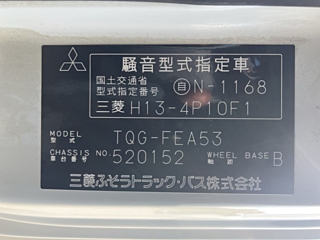 騒音型式指定車
国土交通省
型式指定番号 自N-1168
三菱 H13-4P10F1
MODEL
型式 TQG-FEA53
CHASSIS NO.
車台番号 520152 WHEEL BASE B
三菱ふそうトラック・バス株式会社